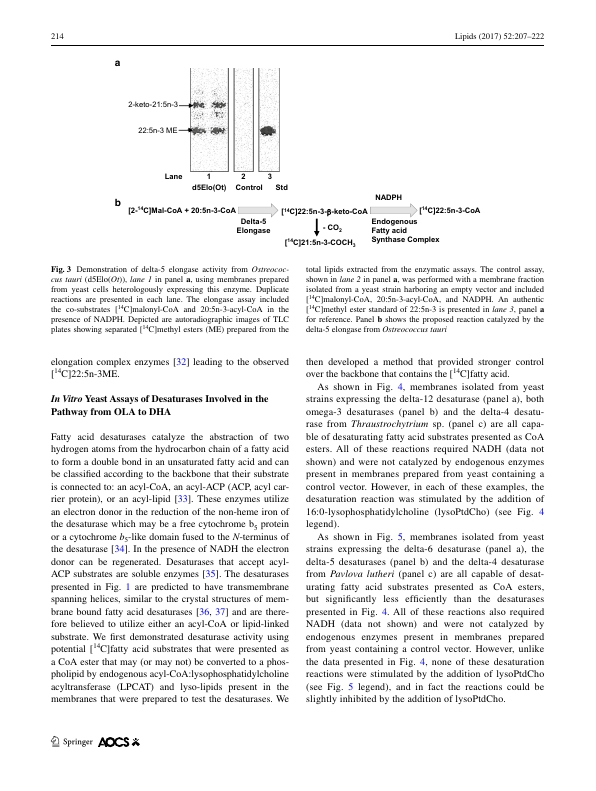 214
Lipids (2017) 52:207–222
a
2-keto-21:5n-3
22:5n-3 ME
Lane 1 2 3
d5Elo(Ot) Control Std
b
NADPH
[2-¹⁴C]Mal-CoA + 20:5n-3-CoA [¹⁴C]22:5n-3-β-keto-CoA [¹⁴C]22:5n-3-CoA
Delta-5
Elongase
- CO₂
Endogenous
Fatty acid
Synthase Complex
[¹⁴C]21:5n-3-COCH₃
Fig. 3 Demonstration of delta-5 elongase activity from Ostreococ-
cus tauri (d5Elo(Ot)), lane 1 in panel a, using membranes prepared
from yeast cells heterologously expressing this enzyme. Duplicate
reactions are presented in each lane. The elongase assay included
the co-substrates [¹⁴C]malonyl-CoA and 20:5n-3-acyl-CoA in the
presence of NADPH. Depicted are autoradiographic images of TLC
plates showing separated [¹⁴C]methyl esters (ME) prepared from the
total lipids extracted from the enzymatic assays. The control assay,
shown in lane 2 in panel a, was performed with a membrane fraction
isolated from a yeast strain harboring an empty vector and included
[¹⁴C]malonyl-CoA, 20:5n-3-acyl-CoA, and NADPH. An authentic
[¹⁴C]methyl ester standard of 22:5n-3 is presented in lane 3, panel a
for reference. Panel b shows the proposed reaction catalyzed by the
delta-5 elongase from Ostreococcus tauri
elongation complex enzymes [32] leading to the observed
[¹⁴C]22:5n-3ME.
In Vitro Yeast Assays of Desaturases Involved in the
Pathway from OLA to DHA
Fatty acid desaturases catalyze the abstraction of two
hydrogen atoms from the hydrocarbon chain of a fatty acid
to form a double bond in an unsaturated fatty acid and can
be classified according to the backbone that their substrate
is connected to: an acyl-CoA, an acyl-ACP (ACP, acyl car-
rier protein), or an acyl-lipid [33]. These enzymes utilize
an electron donor in the reduction of the non-heme iron of
the desaturase which may be a free cytochrome b₅ protein
or a cytochrome b₅-like domain fused to the N-terminus of
the desaturase [34]. In the presence of NADH the electron
donor can be regenerated. Desaturases that accept acyl-
ACP substrates are soluble enzymes [35]. The desaturases
presented in Fig. 1 are predicted to have transmembrane
spanning helices, similar to the crystal structures of mem-
brane bound fatty acid desaturases [36, 37] and are there-
fore believed to utilize either an acyl-CoA or lipid-linked
substrate. We first demonstrated desaturase activity using
potential [¹⁴C]fatty acid substrates that were presented as
a CoA ester that may (or may not) be converted to a phos-
pholipid by endogenous acyl-CoA:lysophosphatidylcholine
acyltransferase (LPCAT) and lyso-lipids present in the
membranes that were prepared to test the desaturases. We
then developed a method that provided stronger control
over the backbone that contains the [¹⁴C]fatty acid.
As shown in Fig. 4, membranes isolated from yeast
strains expressing the delta-12 desaturase (panel a), both
omega-3 desaturases (panel b) and the delta-4 desatu-
rase from Thraustrochytrium sp. (panel c) are all capa-
ble of desaturating fatty acid substrates presented as CoA
esters. All of these reactions required NADH (data not
shown) and were not catalyzed by endogenous enzymes
present in membranes prepared from yeast containing a
control vector. However, in each of these examples, the
desaturation reaction was stimulated by the addition of
16:0-lysophosphatidylcholine (lysoPtdCho) (see Fig. 4
legend).
As shown in Fig. 5, membranes isolated from yeast
strains expressing the delta-6 desaturase (panel a), the
delta-5 desaturases (panel b) and the delta-4 desaturase
from Pavlova lutheri (panel c) are all capable of desat-
urating fatty acid substrates presented as CoA esters,
but significantly less efficiently than the desaturases
presented in Fig. 4. All of these reactions also required
NADH (data not shown) and were not catalyzed by
endogenous enzymes present in membranes prepared
from yeast containing a control vector. However, unlike
the data presented in Fig. 4, none of these desaturation
reactions were stimulated by the addition of lysoPtdCho
(see Fig. 5 legend), and in fact the reactions could be
slightly inhibited by the addition of lysoPtdCho.
Springer AOCS